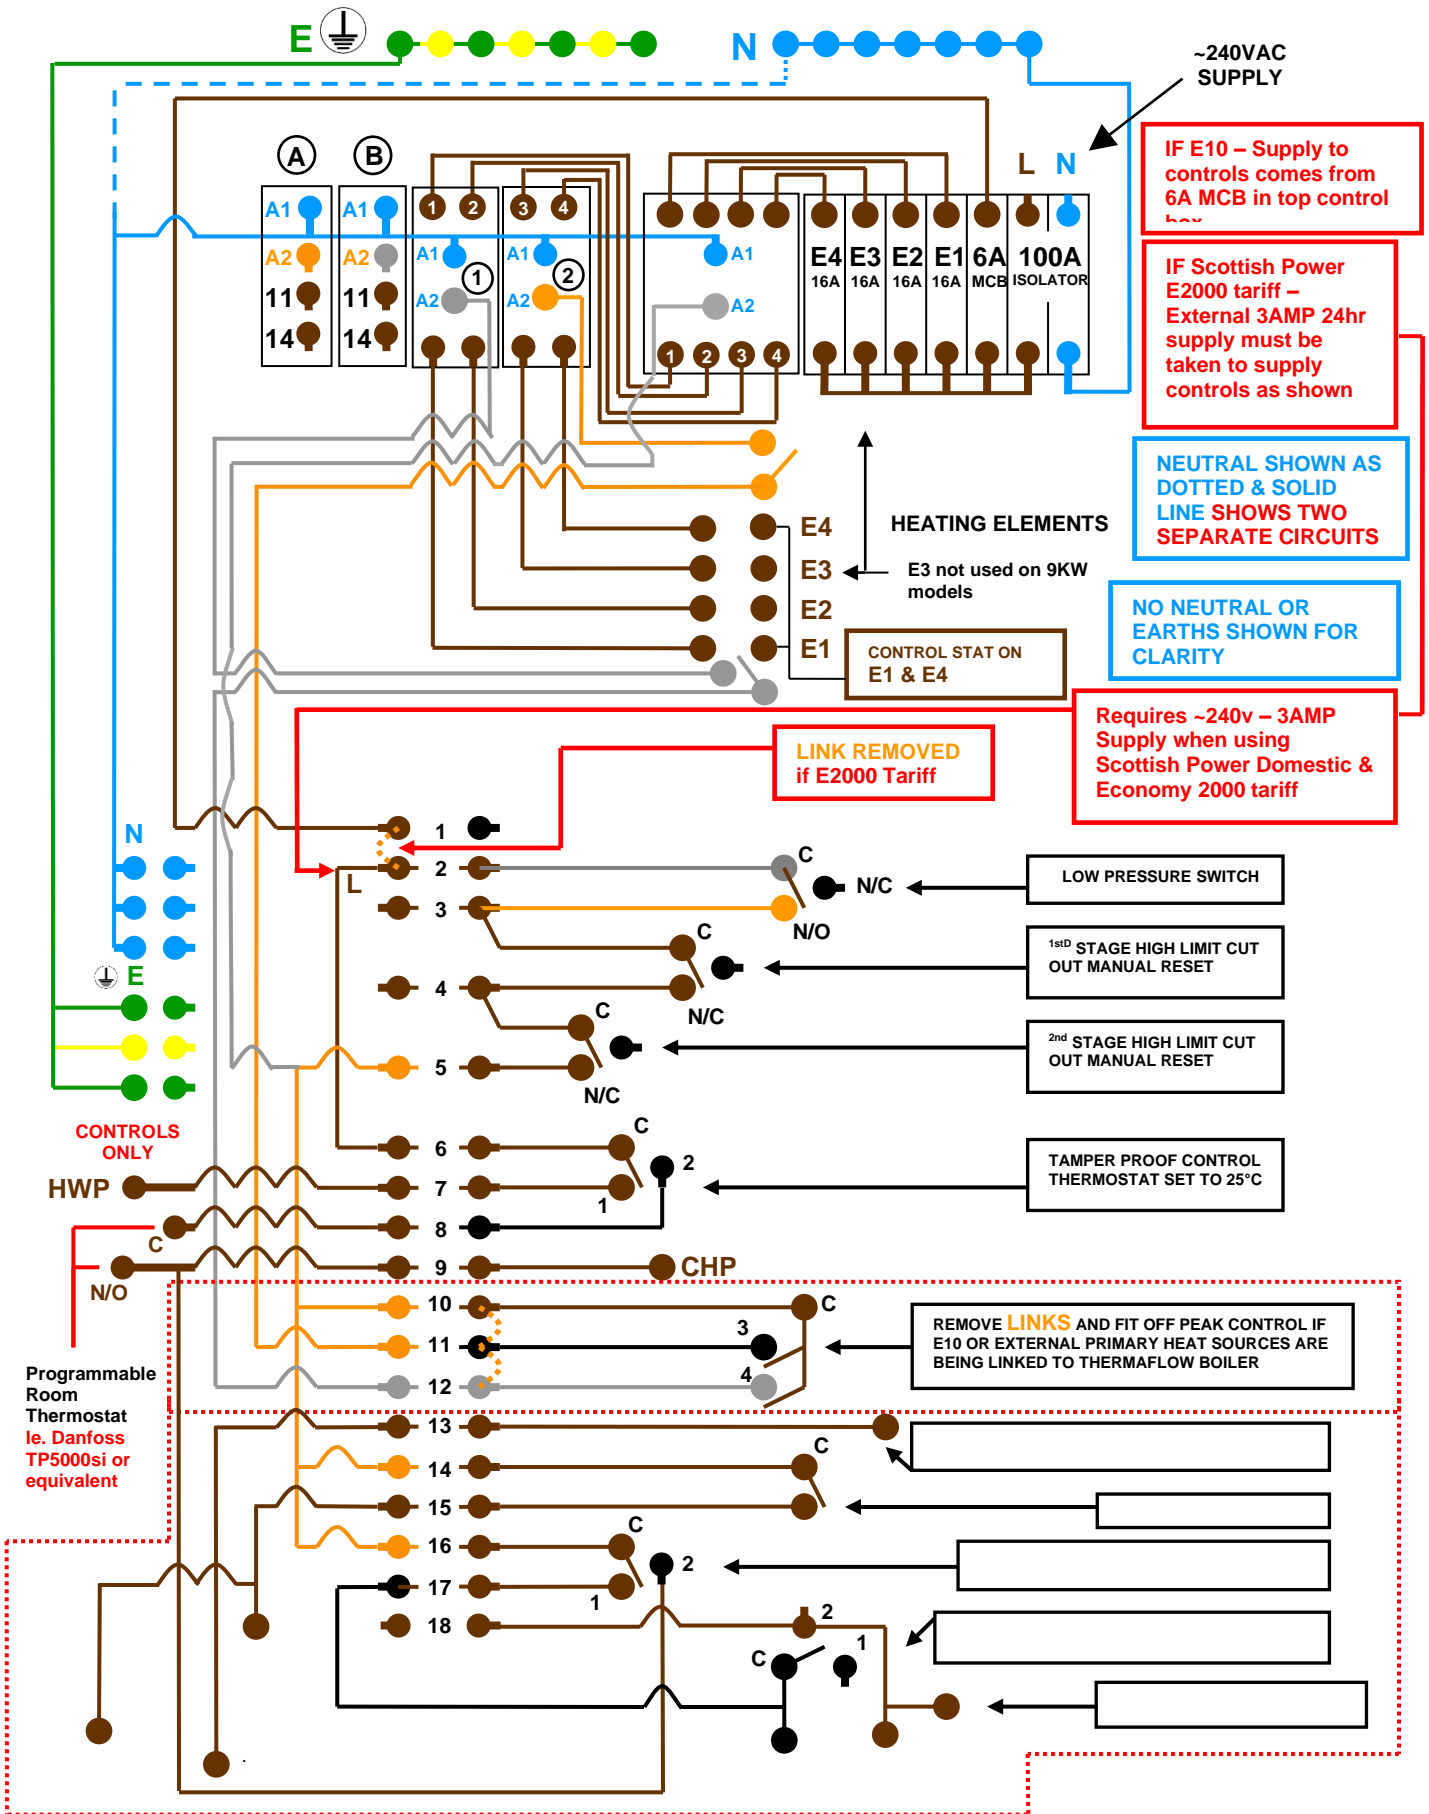 E
N
~240VAC
SUPPLY
IF E10 – Supply to
controls comes from
6A MCB in top control
A
B
L N
A1
A2
11
14
A1
A2
11
14
1 2
A1
1
A2
3 4
A1
2
A2
A1
A2
1 2 3 4
E4 E3 E2 E1 6A 100A
16A 16A 16A 16A MCB ISOLATOR
IF Scottish Power
E2000 tariff –
External 3AMP 24hr
supply must be
taken to supply
controls as shown
NEUTRAL SHOWN AS
DOTTED & SOLID
LINE SHOWS TWO
SEPARATE CIRCUITS
E4
E3
E2
E1
HEATING ELEMENTS
E3 not used on 9KW
models
NO NEUTRAL OR
EARTHS SHOWN FOR
CLARITY
CONTROL STAT ON
E1 & E4
Requires ~240v – 3AMP
Supply when using
Scottish Power Domestic &
Economy 2000 tariff
LINK REMOVED
if E2000 Tariff
N
1
L
2
C
N/C
LOW PRESSURE SWITCH
3
N/O
C
1stD STAGE HIGH LIMIT CUT
OUT MANUAL RESET
E
4
N/C
C
2nd STAGE HIGH LIMIT CUT
OUT MANUAL RESET
5
N/C
CONTROLS
ONLY
6
C
2
TAMPER PROOF CONTROL
THERMOSTAT SET TO 25°C
HWP
7
1
C
8
N/O
9
CHP
10
C
11
3
REMOVE LINKS AND FIT OFF PEAK CONTROL IF
E10 OR EXTERNAL PRIMARY HEAT SOURCES ARE
BEING LINKED TO THERMAFLOW BOILER
12
4
Programmable
Room
Thermostat
Ie. Danfoss
TP5000si or
equivalent
13
14
C
15
16
C
2
17
1
18
2
C
1